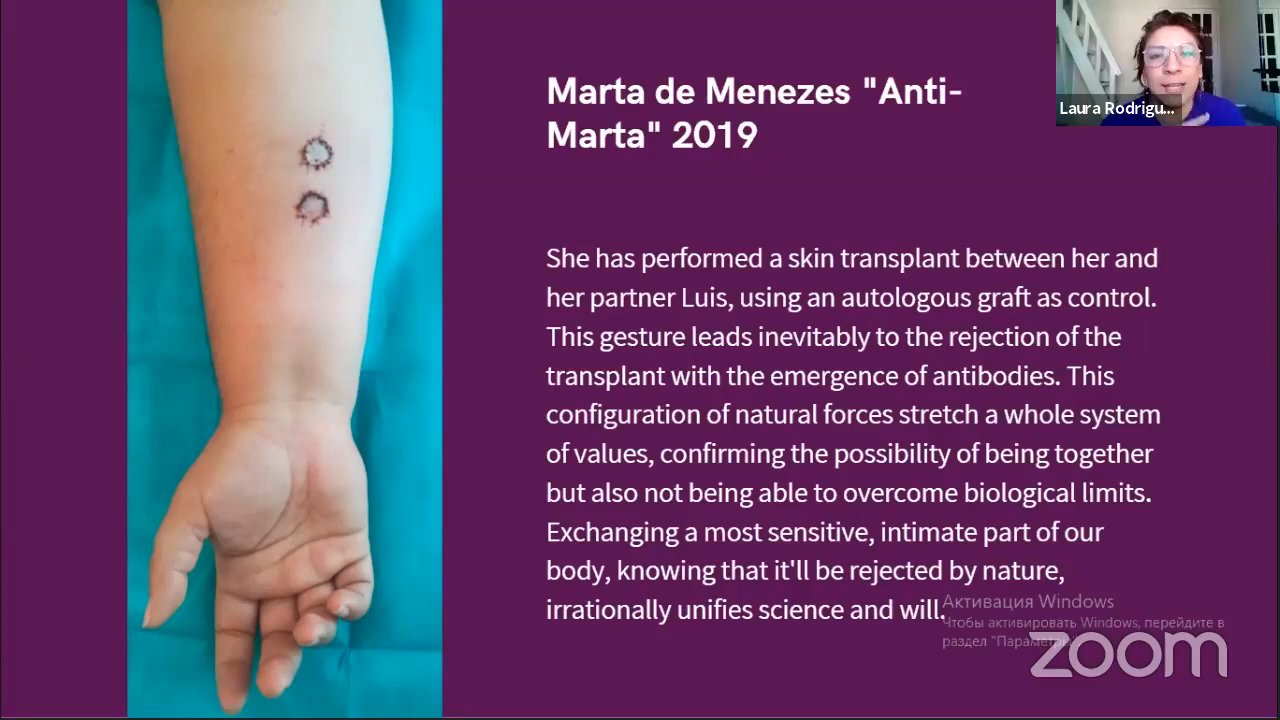 Marta de Menezes "Anti-
Marta" 2019
Laura Rodrigu...
She has performed a skin transplant between her and
her partner Luis, using an autologous graft as control.
This gesture leads inevitably to the rejection of the
transplant with the emergence of antibodies. This
configuration of natural forces stretch a whole system
of values, confirming the possibility of being together
but also not being able to overcome biological limits.
Exchanging a most sensitive, intimate part of our
body, knowing that it'll be rejected by nature,
irrationally unifies science and will.
Активация Windows
Чтобы активировать Windows, перейдите в
раздел "Параметры"
zoom